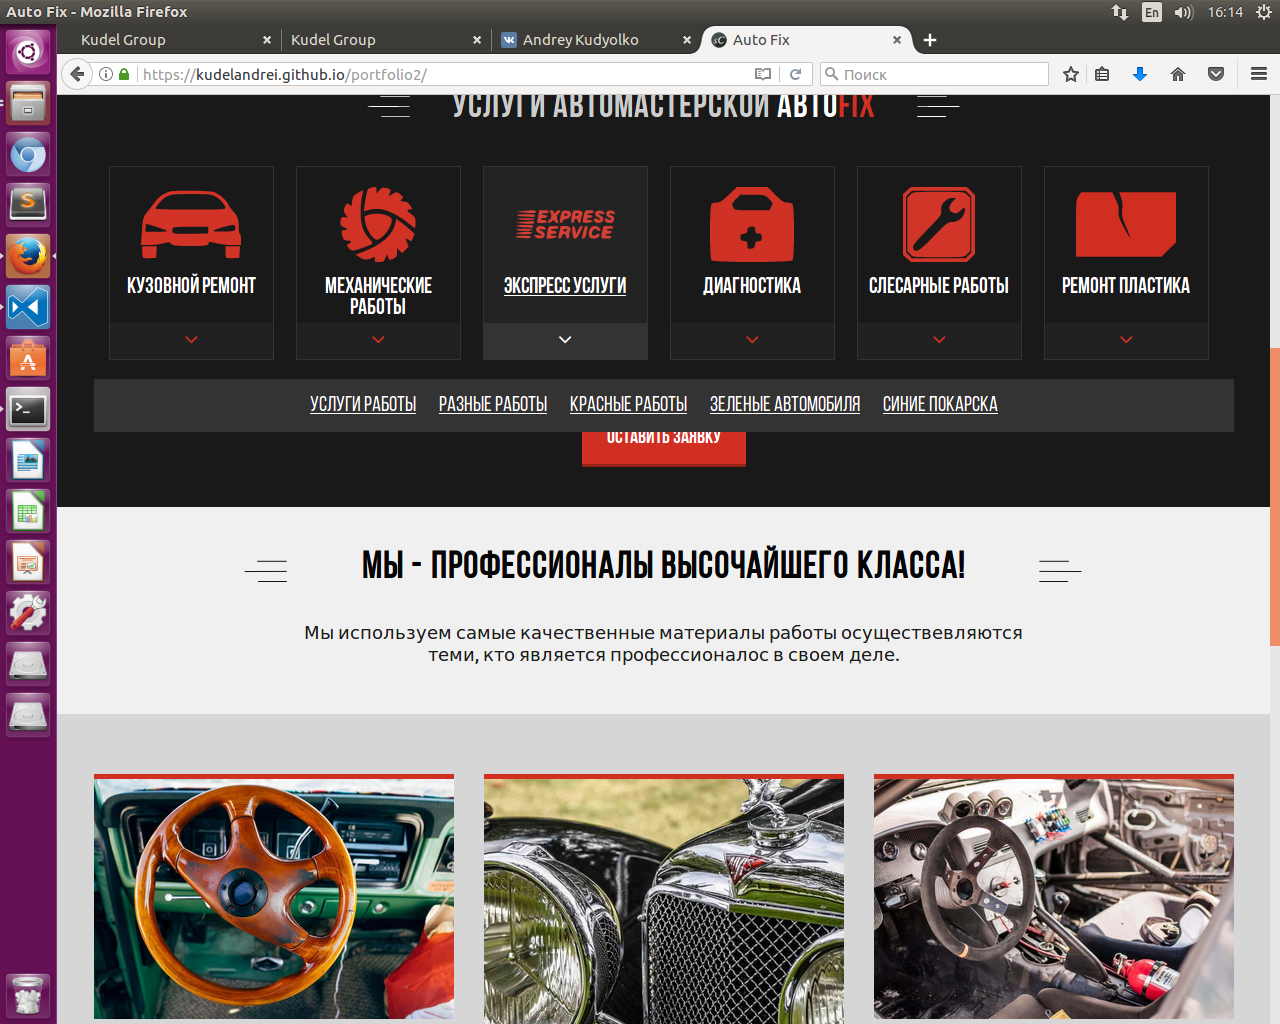 Auto Fix - Mozilla Firefox
En
16:14
Kudel Group
Kudel Group
Andrey Kudyolko
Auto Fix
https://kudelandrei.github.io/portfolio2/
Поиск
УСЛУГИ АВТОМАСТЕРСКОЙ АВТОFIX
EXPRESS
SERVICE
КУЗОВНОЙ РЕМОНТ
МЕХАНИЧЕСКИЕ
РАБОТЫ
ЭКСПРЕСС УСЛУГИ
ДИАГНОСТИКА
СЛЕСАРНЫЕ РАБОТЫ
РЕМОНТ ПЛАСТИКА
УСЛУГИ РАБОТЫ РАЗНЫЕ РАБОТЫ КРАСНЫЕ РАБОТЫ ЗЕЛЕНЫЕ АВТОМОБИЛЯ СИНИЕ ПОКАРСКА
ОСТАВИТЬ ЗАЯВКУ
МЫ - ПРОФЕССИОНАЛЫ ВЫСОЧАЙШЕГО КЛАССА!
Мы используем самые качественные материалы работы осуществевляются
теми, кто является профессионалос в своем деле.